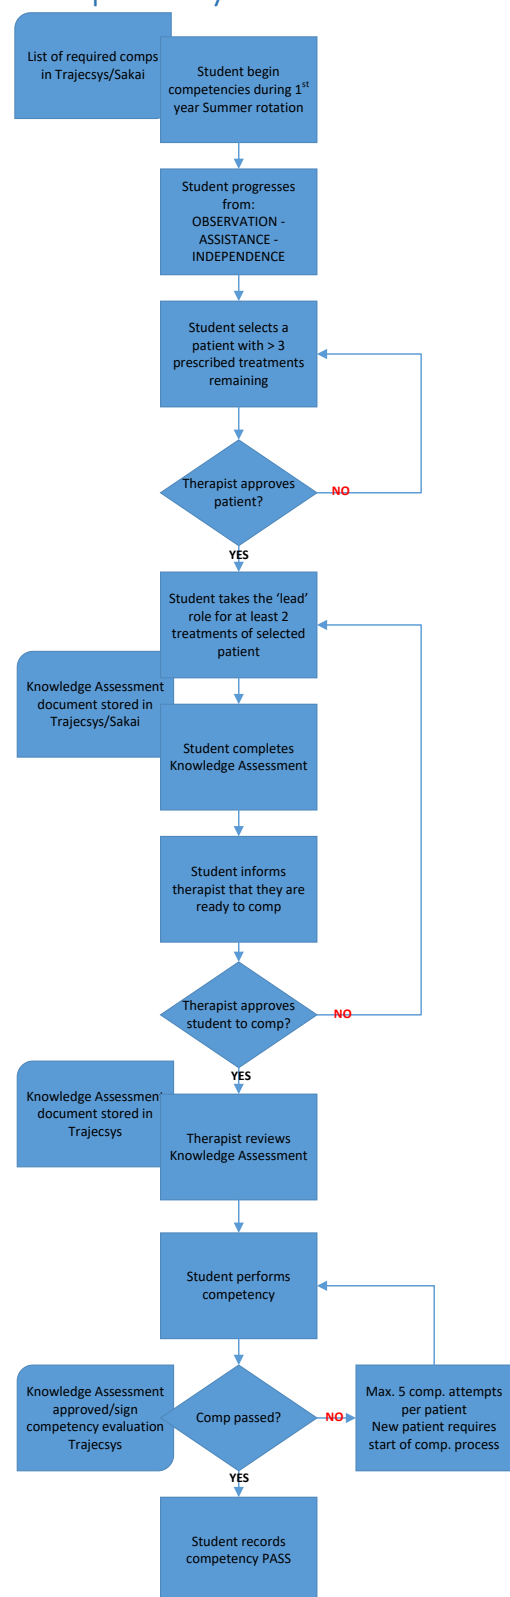 List of required comps
in Trajecsys/Sakai
Student begin
competencies during 1st
year Summer rotation
Student progresses
from:
OBSERVATION -
ASSISTANCE -
INDEPENDENCE
Student selects a
patient with > 3
prescribed treatments
remaining
Therapist approves
patient?
NO
YES
Student takes the ‘lead’
role for at least 2
treatments of selected
patient
Knowledge Assessment
document stored in
Trajecsys/Sakai
Student completes
Knowledge Assessment
Student informs
therapist that they are
ready to comp
Therapist approves
student to comp?
NO
YES
Knowledge Assessment
document stored in
Trajecsys
Therapist reviews
Knowledge Assessment
Student performs
competency
Knowledge Assessment
approved/sign
competency evaluation
Trajecsys
Comp passed?
NO
Max. 5 comp. attempts
per patient
New patient requires
start of comp. process
YES
Student records
competency PASS